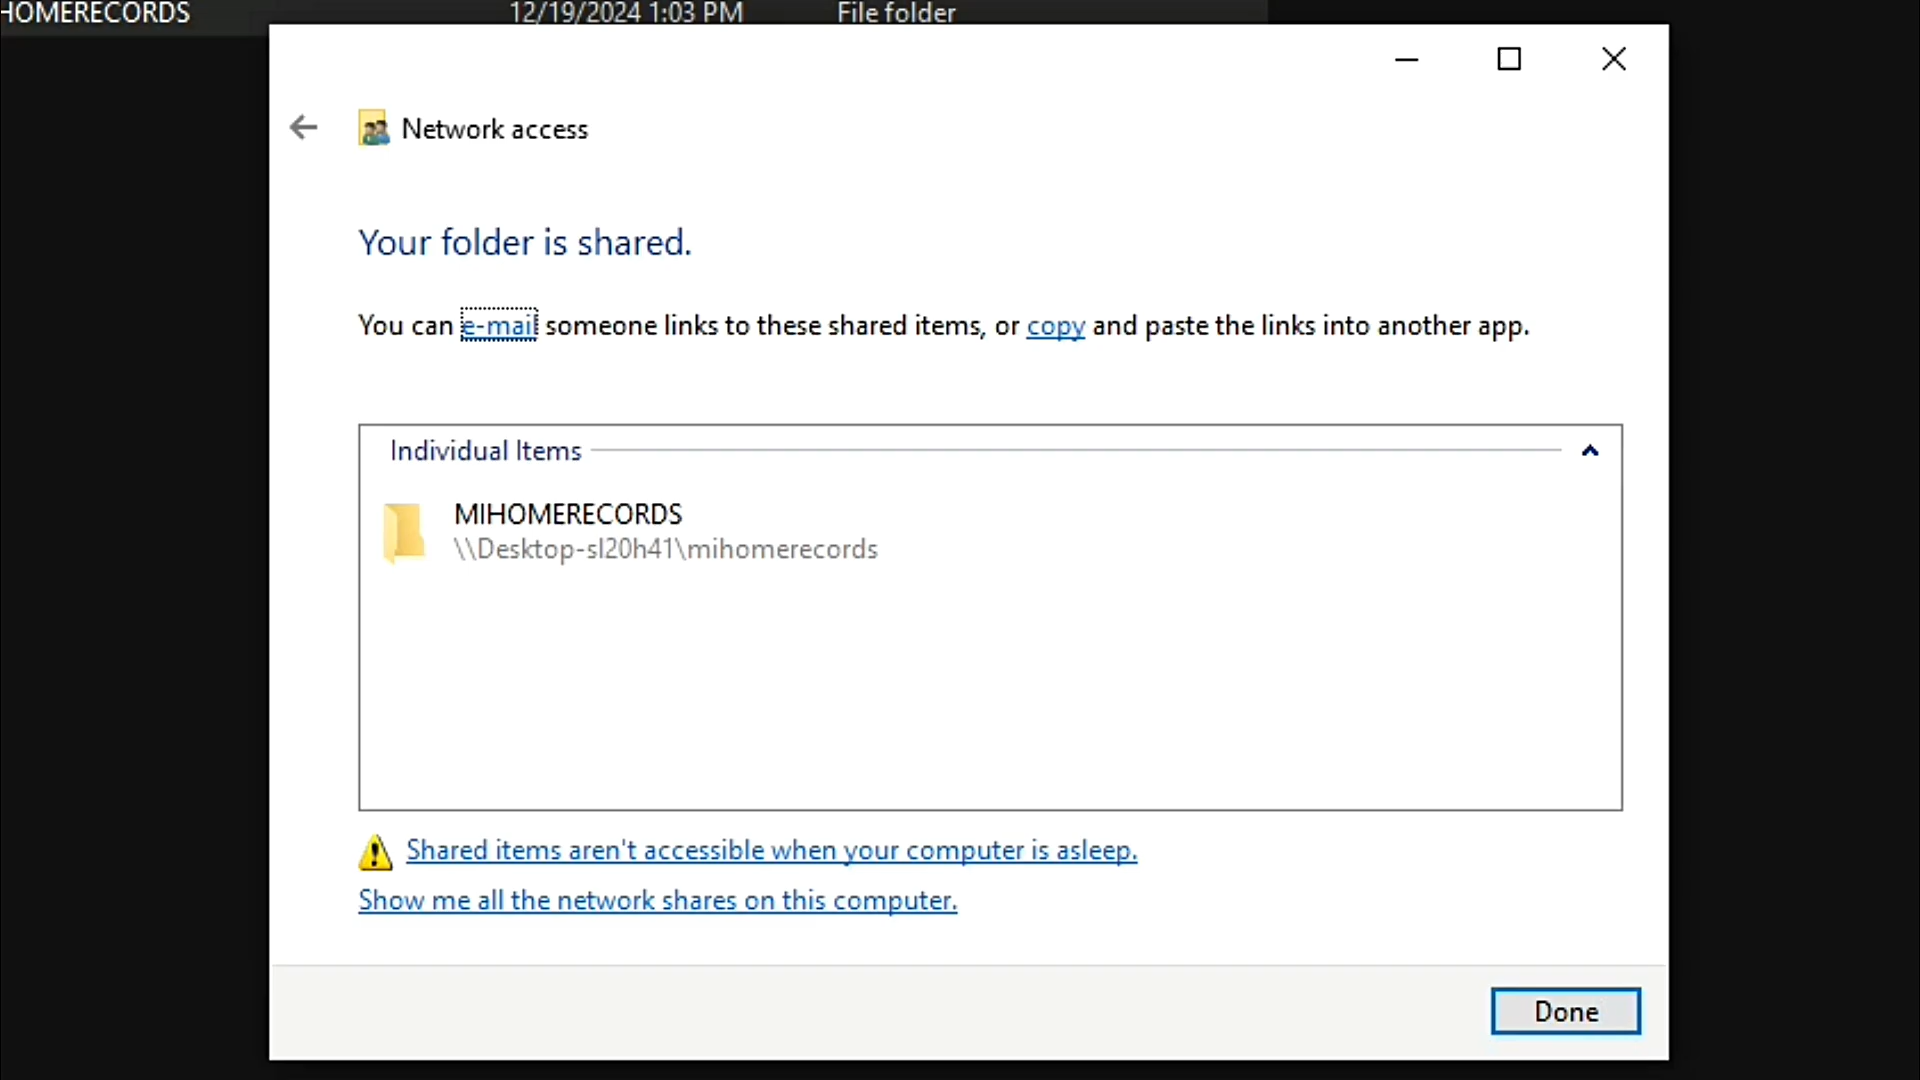 HOMERECORDS 12/19/2024 1:03 PM File folder
Network access
Your folder is shared.
You can e-mail someone links to these shared items, or copy and paste the links into another app.
Individual Items
MIHOMERECORDS
\\Desktop-sl20h41\mihomerecords
Shared items aren't accessible when your computer is asleep.
Show me all the network shares on this computer.
Done